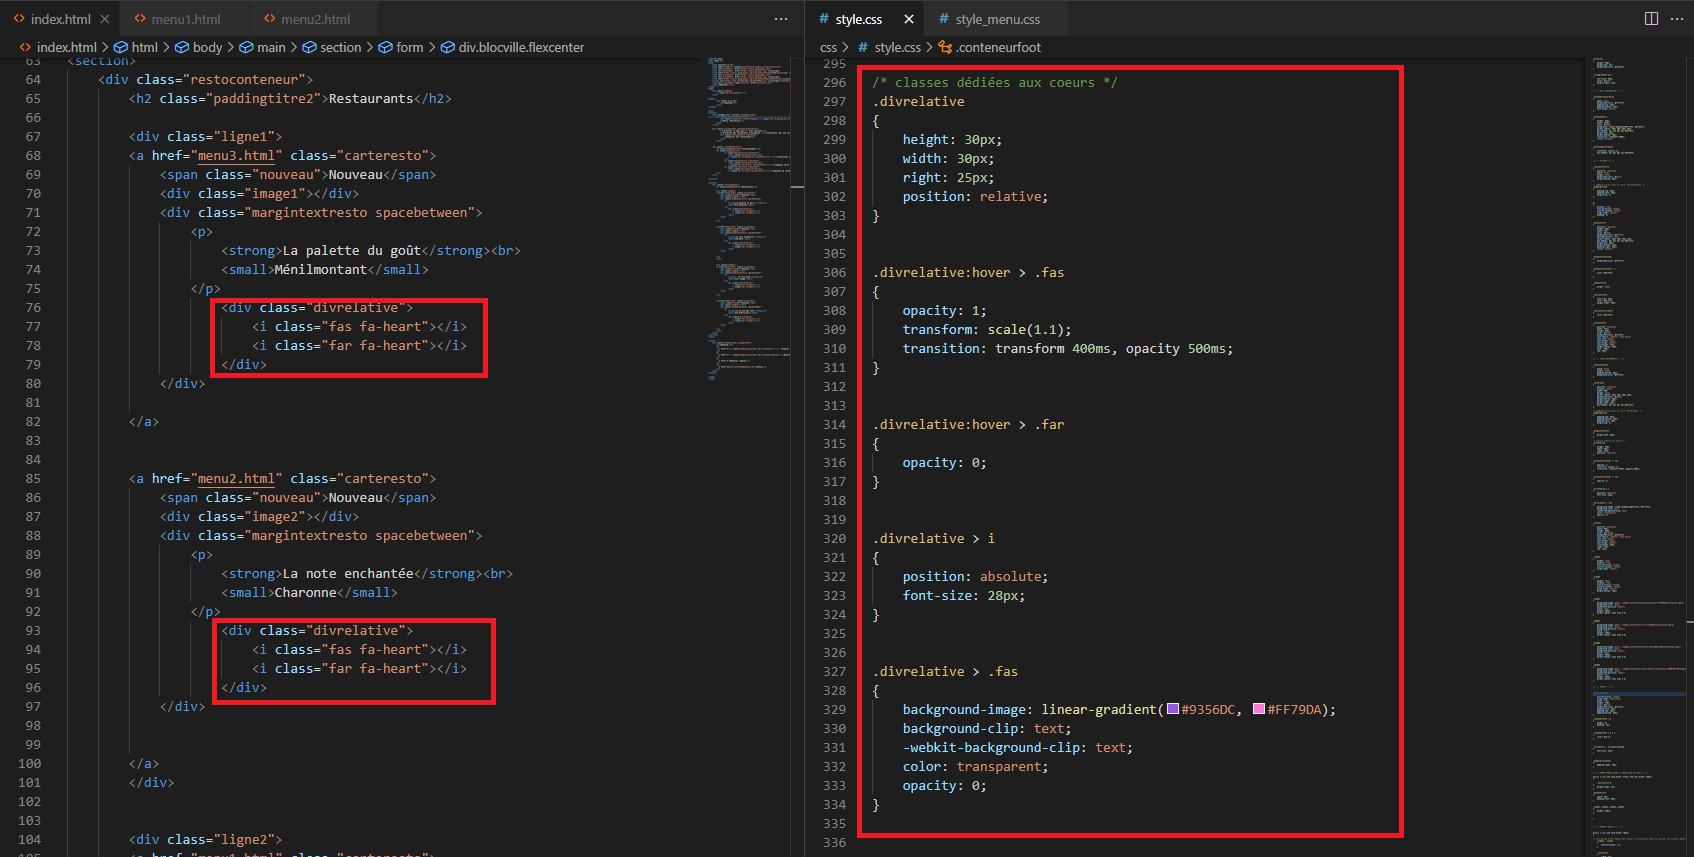 index.html
menu1.html
menu2.html
index.html > html > body > main > section > form > div.blocville.flexcenter
63 <section>
64 <div class="restoconteneur">
65 <h2 class="paddingtitre2">Restaurants</h2>
66
67 <div class="ligne1">
68 <a href="menu3.html" class="carteresto">
69 <span class="nouveau">Nouveau</span>
70 <div class="image1"></div>
71 <div class="margintextresto spacebetween">
72 <p>
73 <strong>La palette du goût</strong><br>
74 <small>Ménilmontant</small>
75 </p>
76 <div class="divrelative">
77 <i class="fas fa-heart"></i>
78 <i class="far fa-heart"></i>
79 </div>
80 </div>
81
82 </a>
83
84
85 <a href="menu2.html" class="carteresto">
86 <span class="nouveau">Nouveau</span>
87 <div class="image2"></div>
88 <div class="margintextresto spacebetween">
89 <p>
90 <strong>La note enchantée</strong><br>
91 <small>Charonne</small>
92 </p>
93 <div class="divrelative">
94 <i class="fas fa-heart"></i>
95 <i class="far fa-heart"></i>
96 </div>
97 </div>
98
99
100 </a>
101 </div>
102
103
104 <div class="ligne2">
style.css
style_menu.css
css > style.css > .conteneurfoot
295
296 /* classes dédiées aux coeurs */
297 .divrelative
298 {
299 height: 30px;
300 width: 30px;
301 right: 25px;
302 position: relative;
303 }
304
305
306 .divrelative:hover > .fas
307 {
308 opacity: 1;
309 transform: scale(1.1);
310 transition: transform 400ms, opacity 500ms;
311 }
312
313
314 .divrelative:hover > .far
315 {
316 opacity: 0;
317 }
318
319
320 .divrelative > i
321 {
322 position: absolute;
323 font-size: 28px;
324 }
325
326
327 .divrelative > .fas
328 {
329 background-image: linear-gradient(#9356DC, #FF79DA);
330 background-clip: text;
331 -webkit-background-clip: text;
332 color: transparent;
333 opacity: 0;
334 }
335
336